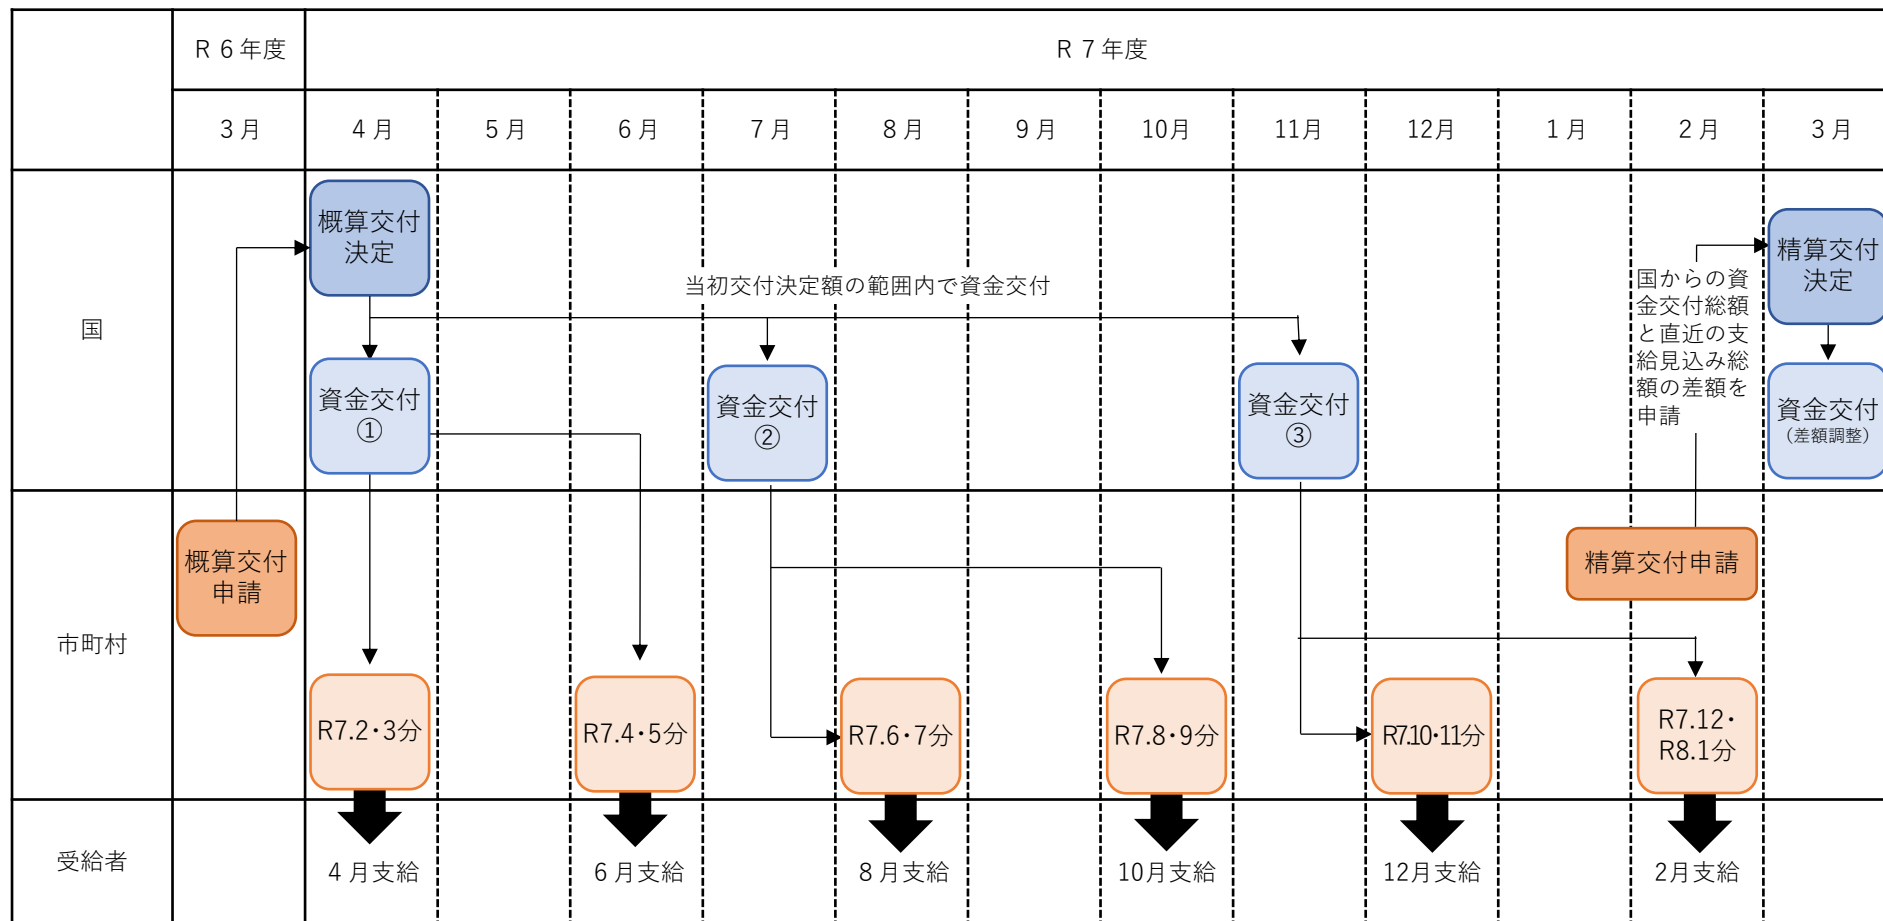 R６年度
R７年度
3月
4月
5月
6月
7月
8月
9月
10月
11月
12月
1月
2月
3月
国
概算交付
決定
当初交付決定額の範囲内で資金交付
資金交付
①
資金交付
②
資金交付
③
国からの資
金交付総額
と直近の支
給見込み総
額の差額を
申請
精算交付
決定
資金交付
（差額調整）
市町村
概算交付
申請
精算交付申請
R7.2・3分
R7.4・5分
R7.6・7分
R7.8・9分
R7.10・11分
R7.12・
R8.1分
受給者
4月支給
6月支給
8月支給
10月支給
12月支給
2月支給